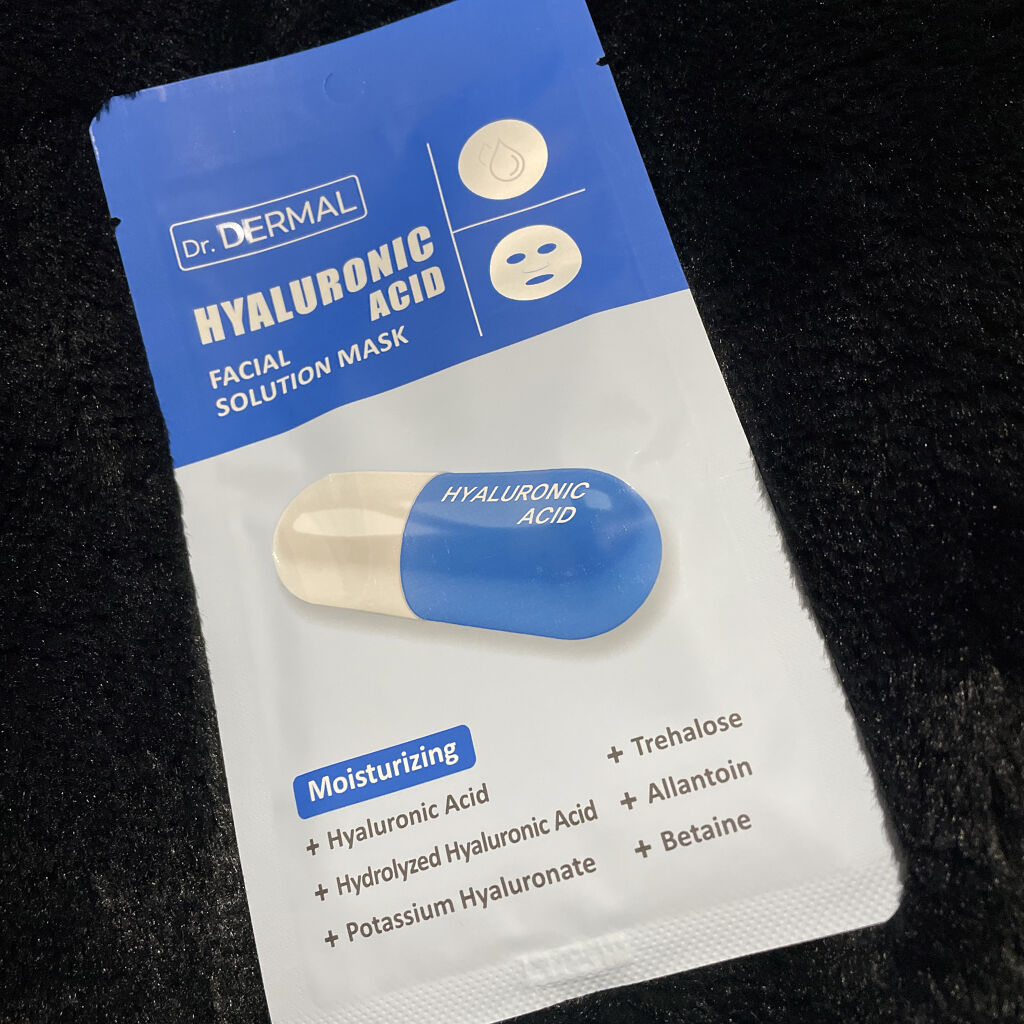 Dr. DERMAL
HYALURONIC
ACID
FACIAL
SOLUTION MASK
HYALURONIC
ACID
Moisturizing
+ Hyaluronic Acid
+ Hydrolyzed Hyaluronic Acid
+ Potassium Hyaluronate
+ Trehalose
+ Allantoin
+ Betaine